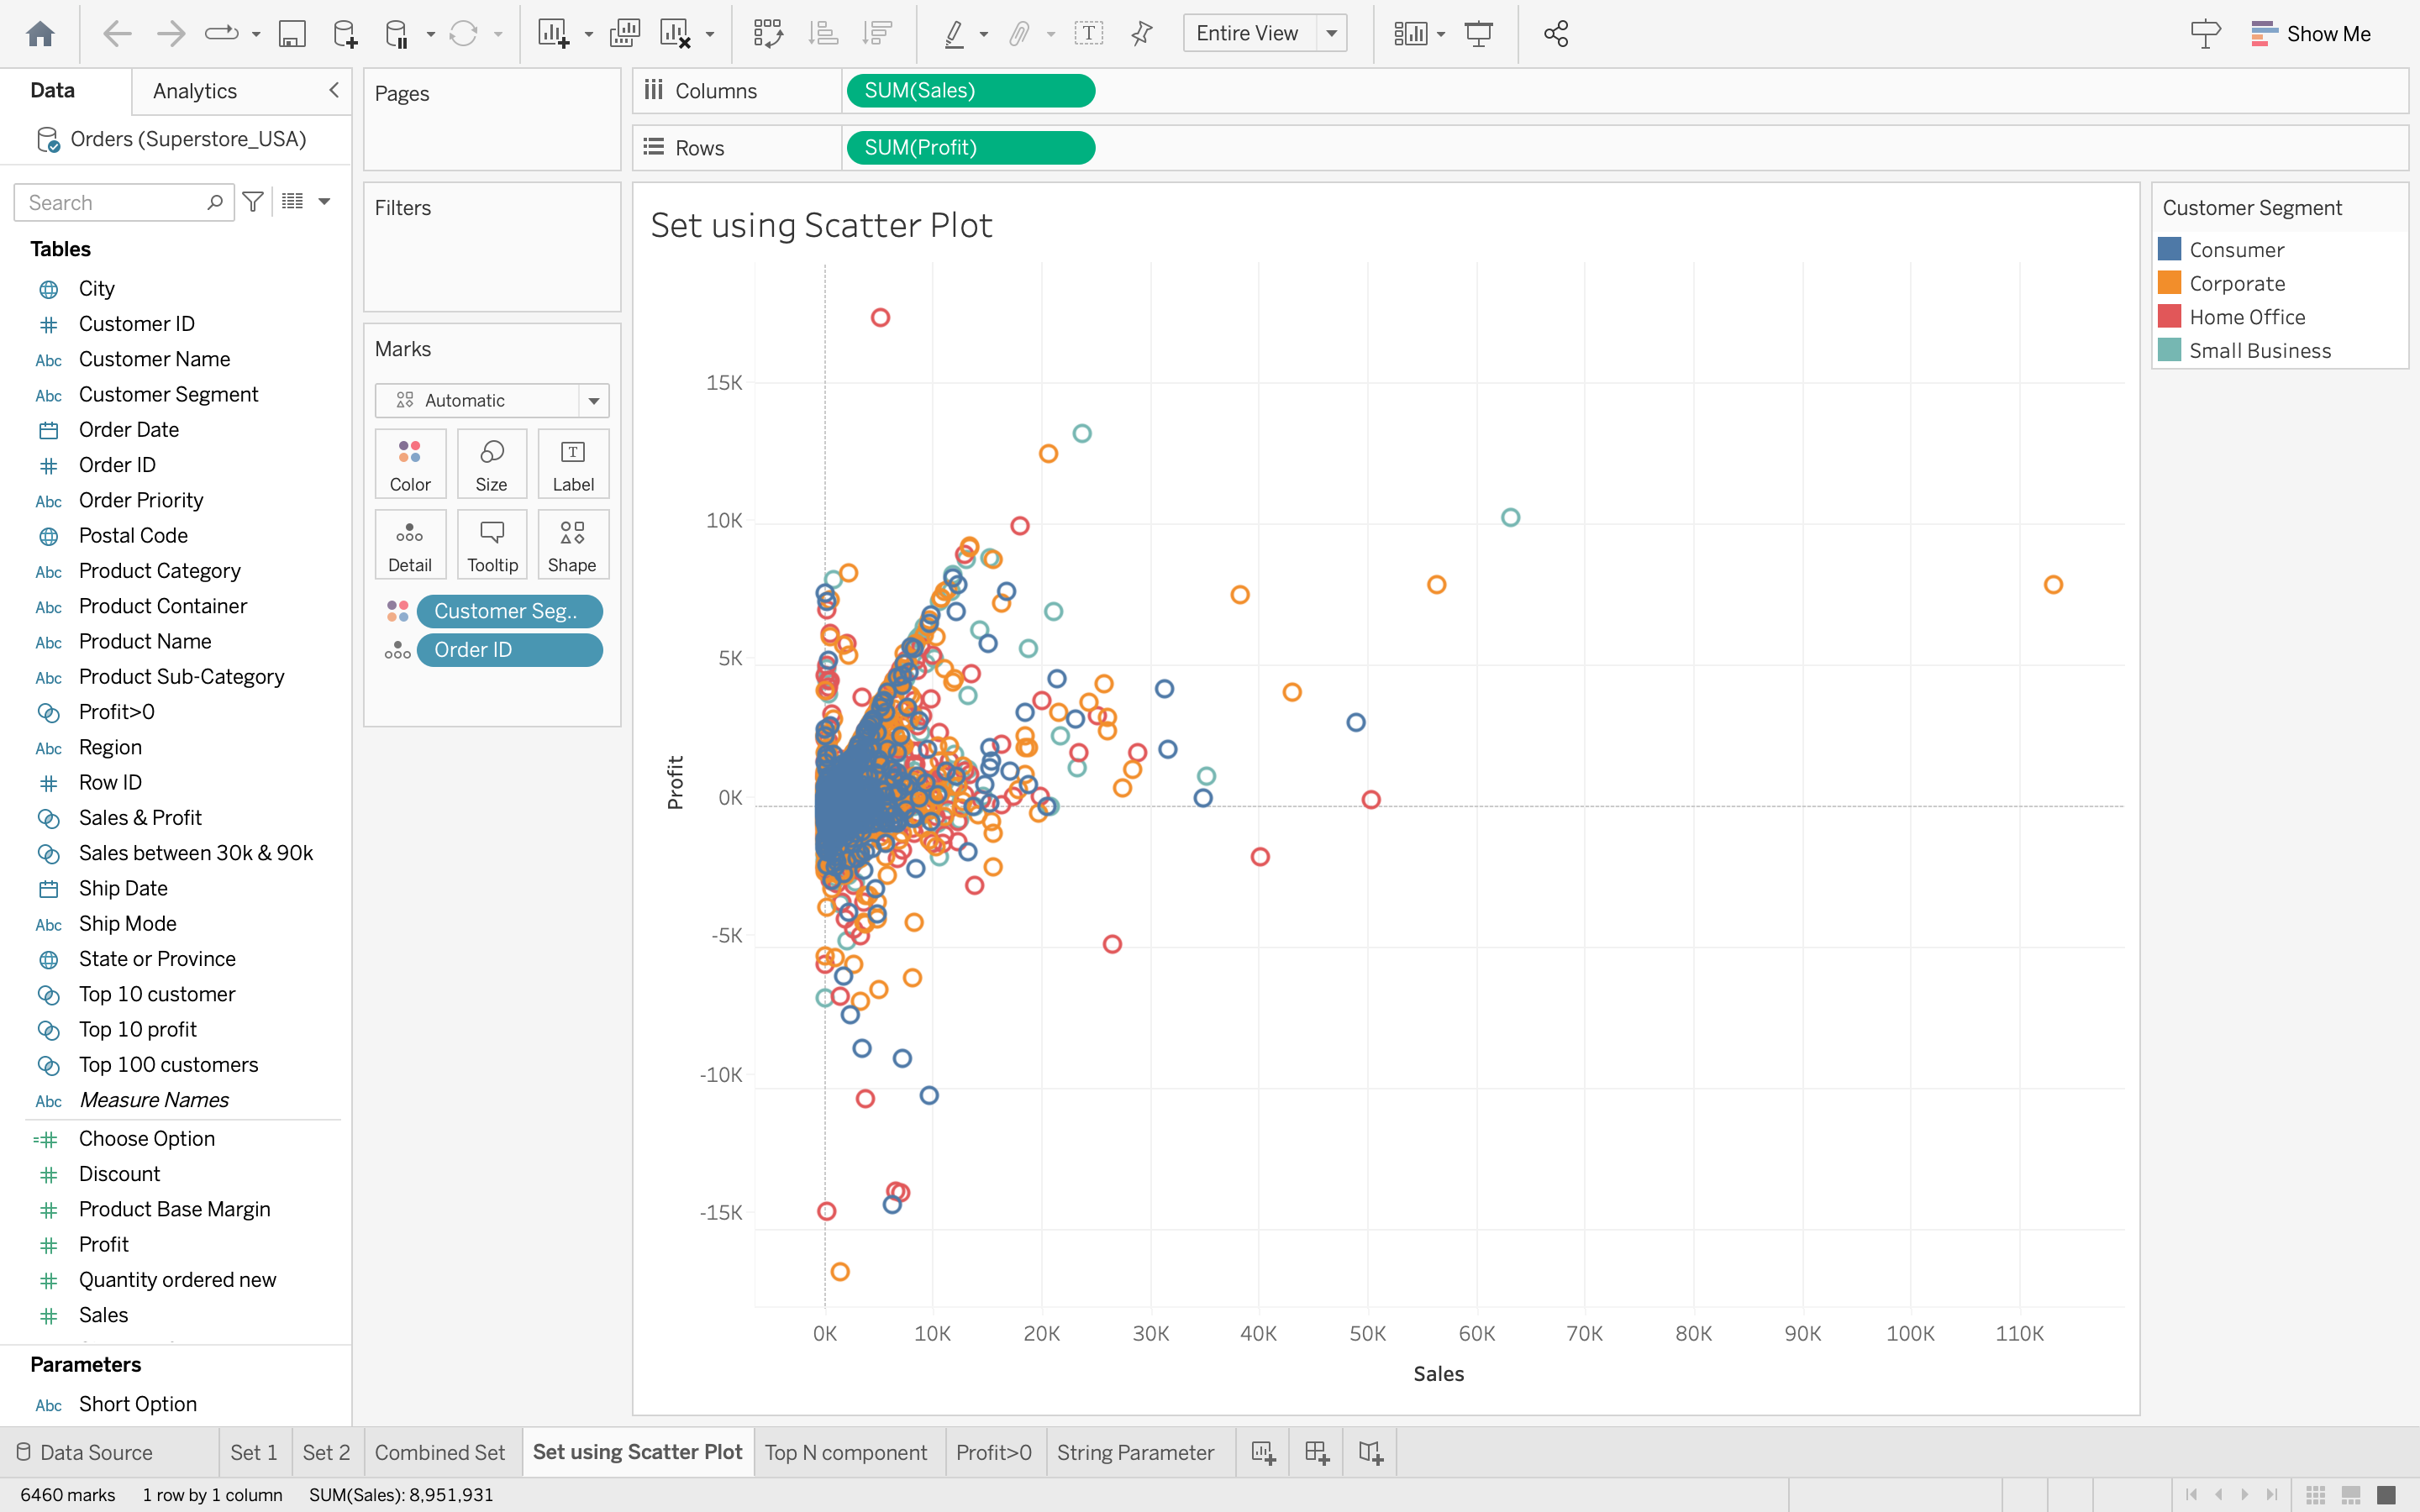 Entire View
Show Me
Data
Analytics
Orders (Superstore_USA)
Search
Tables
City
Customer ID
Abc Customer Name
Abc Customer Segment
Order Date
Order ID
Abc Order Priority
Postal Code
Abc Product Category
Abc Product Container
Abc Product Name
Abc Product Sub-Category
Profit>0
Abc Region
Row ID
Sales & Profit
Sales between 30k & 90k
Ship Date
Abc Ship Mode
State or Province
Top 10 customer
Top 10 profit
Top 100 customers
Abc Measure Names
Choose Option
Discount
Product Base Margin
Profit
Quantity ordered new
Sales
Parameters
Abc Short Option
Pages
Filters
Marks
Automatic
Color
Size
Label
Detail
Tooltip
Shape
Customer Seg..
Order ID
Columns
SUM(Sales)
Rows
SUM(Profit)
Set using Scatter Plot
Profit
15K
10K
5K
0K
-5K
-10K
-15K
0K 10K 20K 30K 40K 50K 60K 70K 80K 90K 100K 110K
Sales
Customer Segment
Consumer
Corporate
Home Office
Small Business
Data Source
Set 1
Set 2
Combined Set
Set using Scatter Plot
Top N component
Profit>0
String Parameter
6460 marks
1 row by 1 column
SUM(Sales): 8,951,931